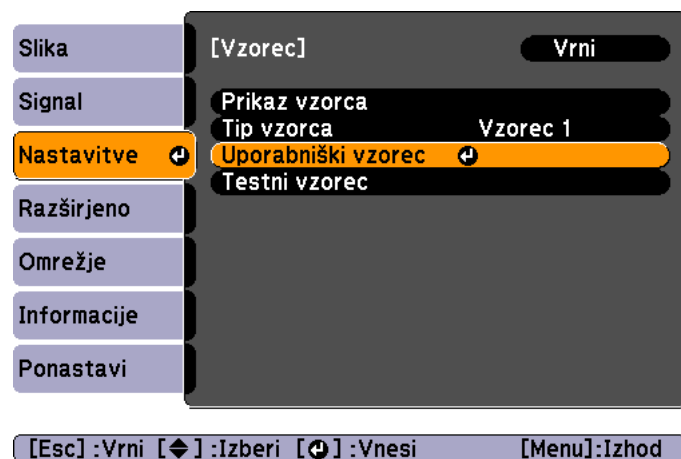 Slika
Signal
Nastavitve
Razširjeno
Omrežje
Informacije
Ponastavi
[Vzorec] Vrni
Prikaz vzorca
Tip vzorca Vzorec 1
Uporabniški vzorec
Testni vzorec
[Esc] :Vrni [◆] :Izberi [⏎] :Vnesi [Menu]:Izhod